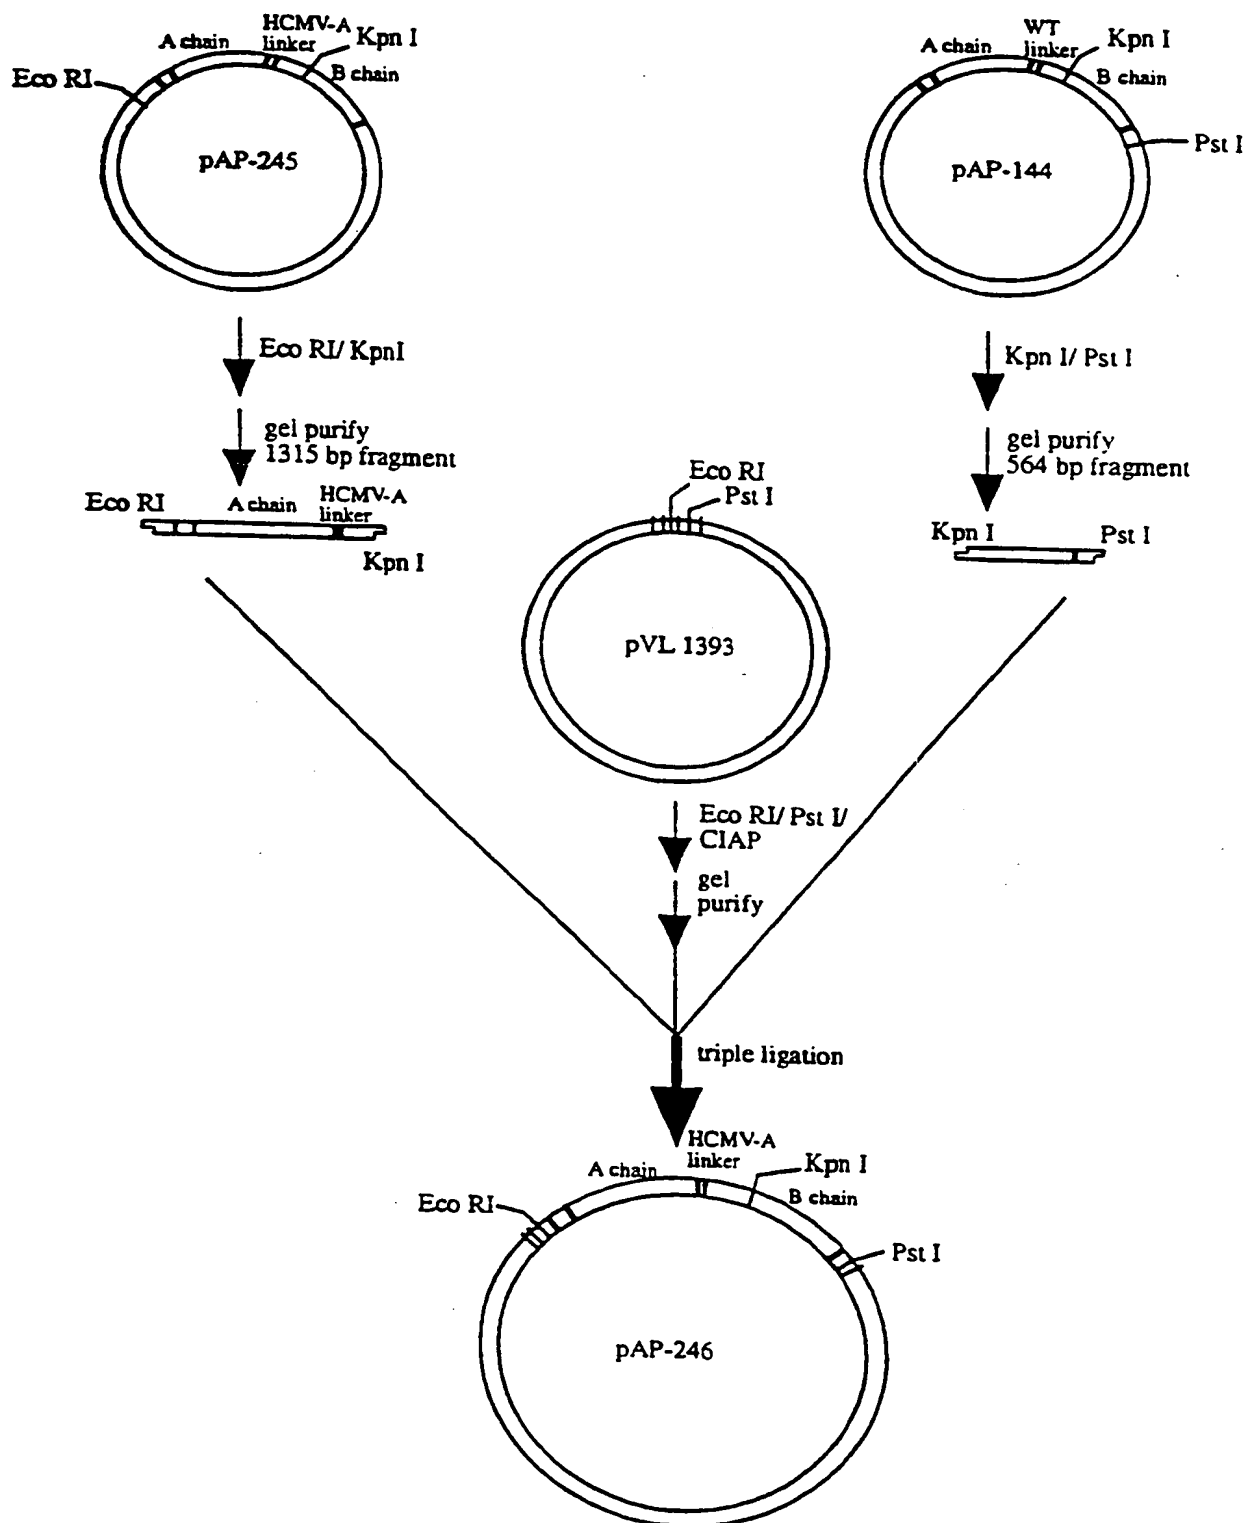 HCMV-A
linker
A chain
Kpn I
Eco RI
B chain
pAP-245
WT
linker
A chain
Kpn I
B chain
Pst I
pAP-144
Eco RI/ KpnI
gel purify
1315 bp fragment
Kpn I/ Pst I
gel purify
564 bp fragment
Eco RI
A chain
HCMV-A
linker
Kpn I
Eco RI
Pst I
Kpn I
Pst I
pVL 1393
Eco RI/ Pst I/
CIAP
gel
purify
triple ligation
HCMV-A
linker
A chain
Kpn I
Eco RI
B chain
Pst I
pAP-246